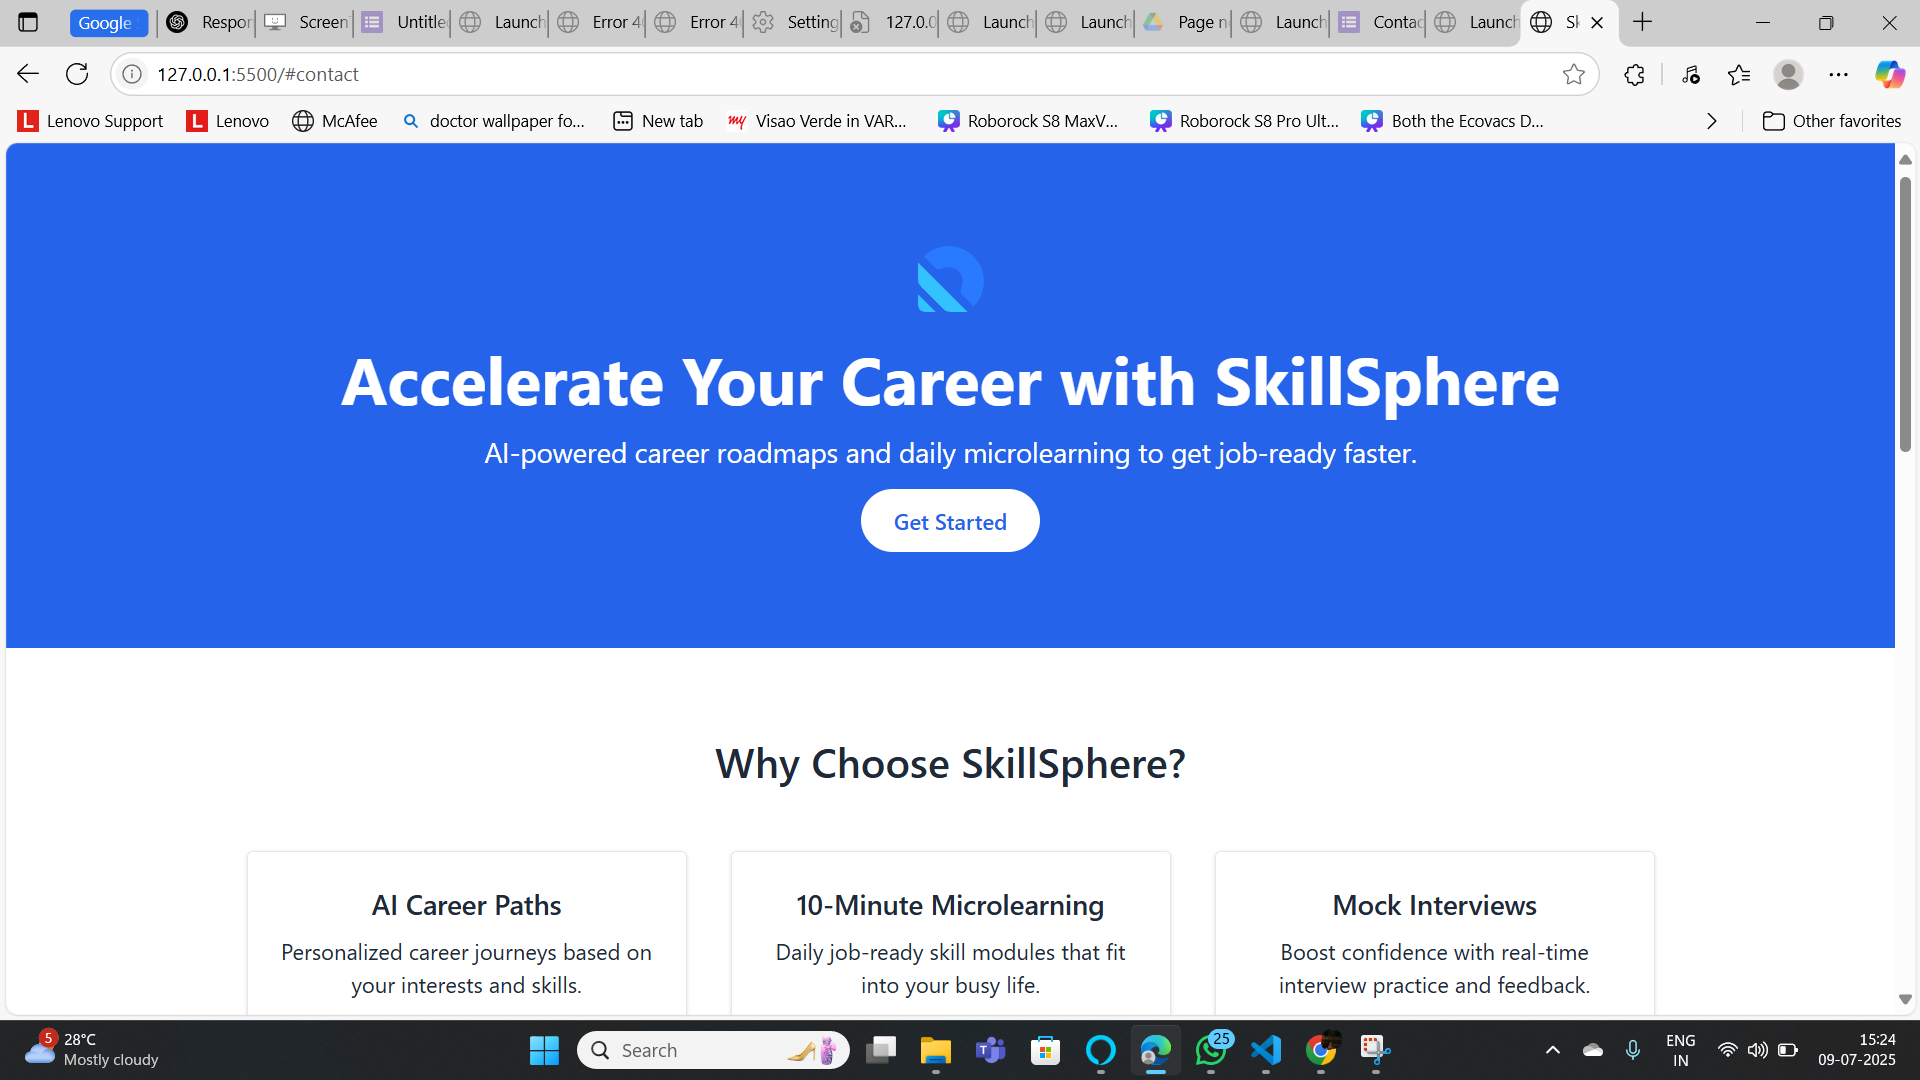 Google
Respor
Screen
Untitle
Launch
Error 4
Error 4
Setting
127.0.0
Launch
Launch
Page n
Launch
Contac
Launch
Sk
127.0.0.1:5500/#contact
Lenovo Support
Lenovo
McAfee
doctor wallpaper fo...
New tab
my
Visao Verde in VAR...
Roborock S8 MaxV...
Roborock S8 Pro Ult...
Both the Ecovacs D...
Other favorites
Accelerate Your Career with SkillSphere
AI-powered career roadmaps and daily microlearning to get job-ready faster.
Get Started
Why Choose SkillSphere?
AI Career Paths
Personalized career journeys based on
your interests and skills.
10-Minute Microlearning
Daily job-ready skill modules that fit
into your busy life.
Mock Interviews
Boost confidence with real-time
interview practice and feedback.
5
28°C
Mostly cloudy
Search
25
ENG
IN
15:24
09-07-2025